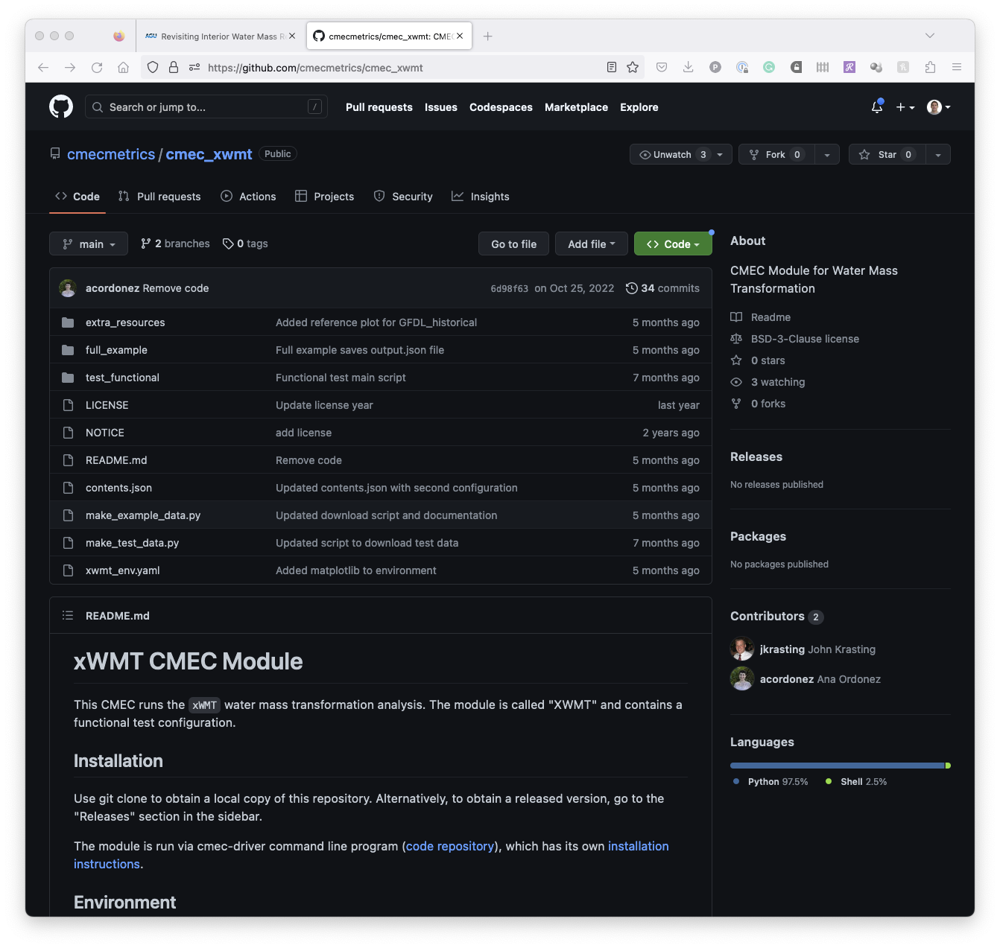 AGU Revisiting Interior Water Mass R
cmecmetrics/cmec_xwmt: CMEC
https://github.com/cmecmetrics/cmec_xwmt
Search or jump to... /
Pull requests Issues Codespaces Marketplace Explore
cmecmetrics / cmec_xwmt Public
Unwatch 3 Fork 0 Star 0
Code Pull requests Actions Projects Security Insights
main 2 branches 0 tags Go to file Add file Code
acordonez Remove code 6d98f63 on Oct 25, 2022 34 commits
extra_resources Added reference plot for GFDL_historical 5 months ago
full_example Full example saves output.json file 5 months ago
test_functional Functional test main script 7 months ago
LICENSE Update license year last year
NOTICE add license 2 years ago
README.md Remove code 5 months ago
contents.json Updated contents.json with second configuration 5 months ago
make_example_data.py Updated download script and documentation 5 months ago
make_test_data.py Updated script to download test data 7 months ago
xwmt_env.yaml Added matplotlib to environment 5 months ago
README.md
xWMT CMEC Module
This CMEC runs the xWMT water mass transformation analysis. The module is called "XWMT" and contains a
functional test configuration.
Installation
Use git clone to obtain a local copy of this repository. Alternatively, to obtain a released version, go to the
"Releases" section in the sidebar.
The module is run via cmec-driver command line program (code repository), which has its own installation
instructions.
Environment
About
CMEC Module for Water Mass
Transformation
Readme
BSD-3-Clause license
0 stars
3 watching
0 forks
Releases
No releases published
Packages
No packages published
Contributors 2
jkrasting John Krasting
acordonez Ana Ordonez
Languages
Python 97.5% Shell 2.5%